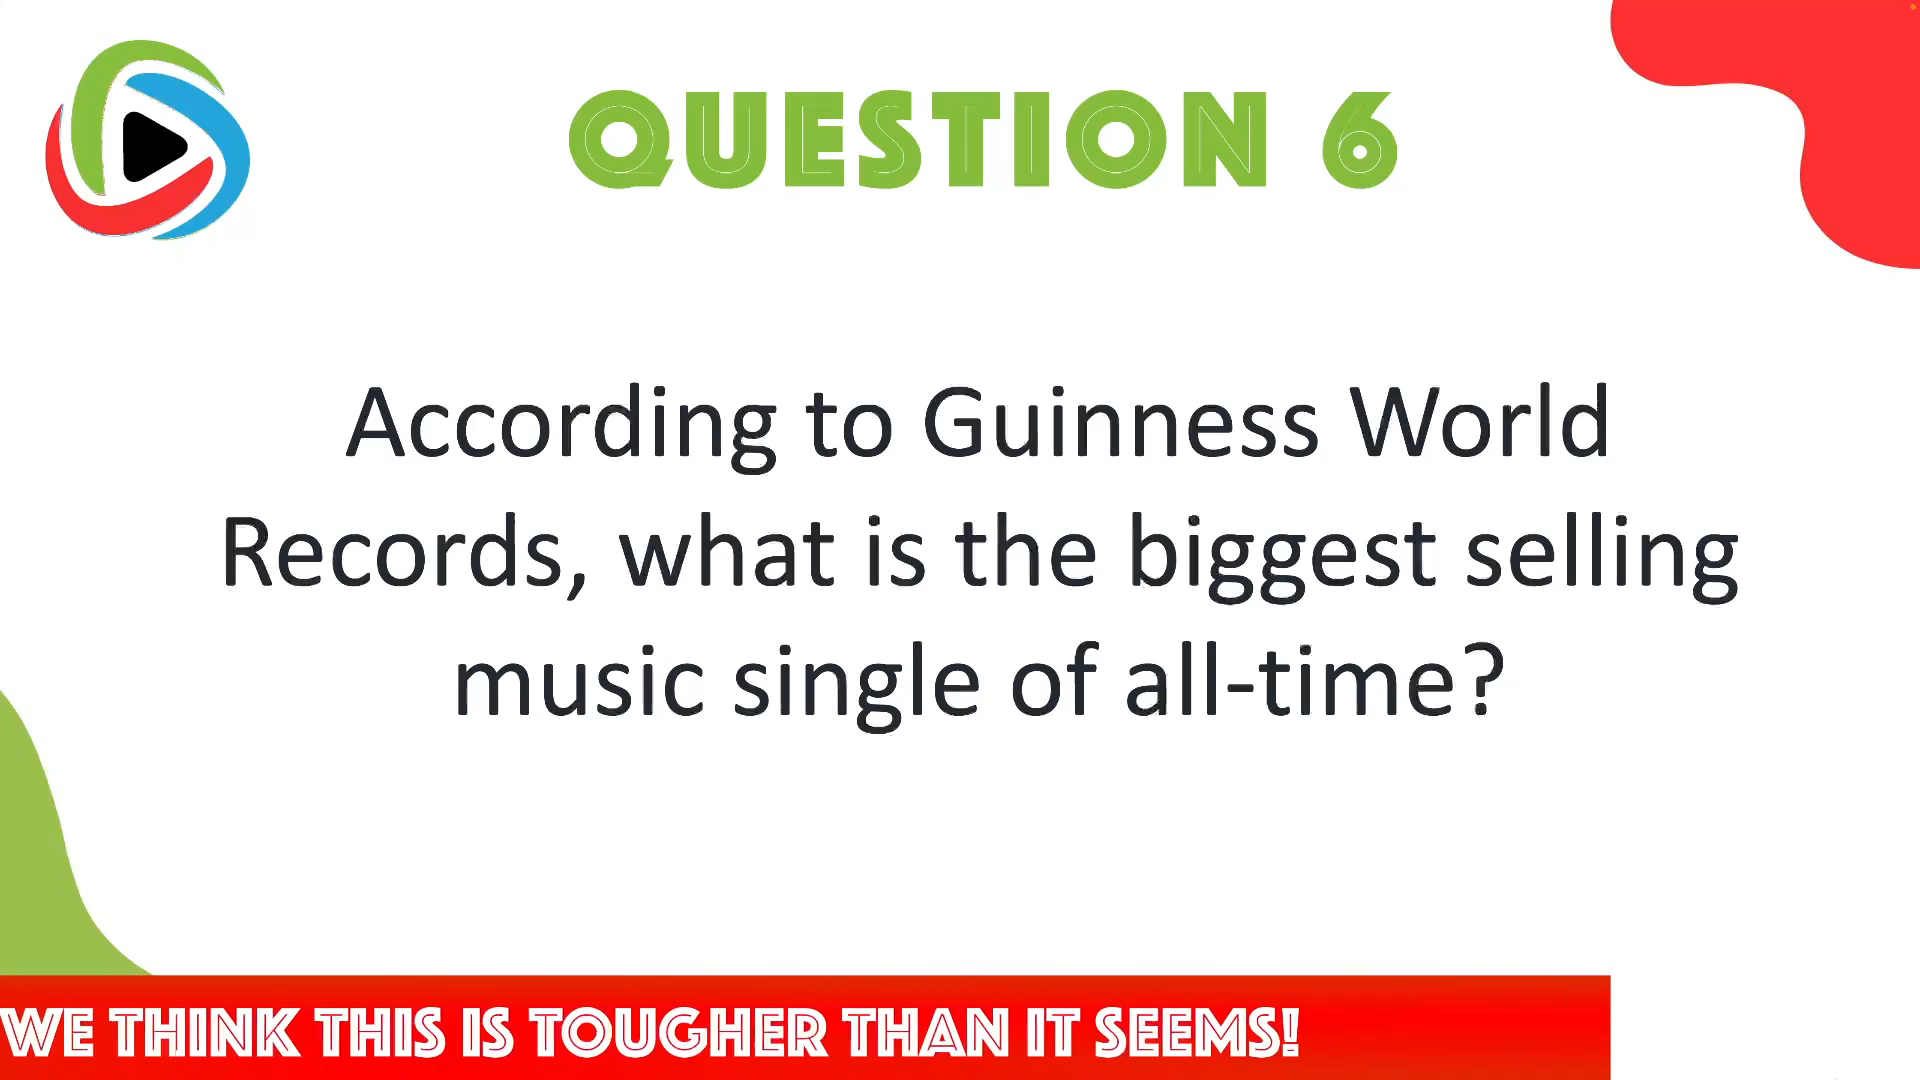 QUESTION 6
According to Guinness World
Records, what is the biggest selling
music single of all-time?
WE THINK THIS IS TOUGHER THAN IT SEEMS!